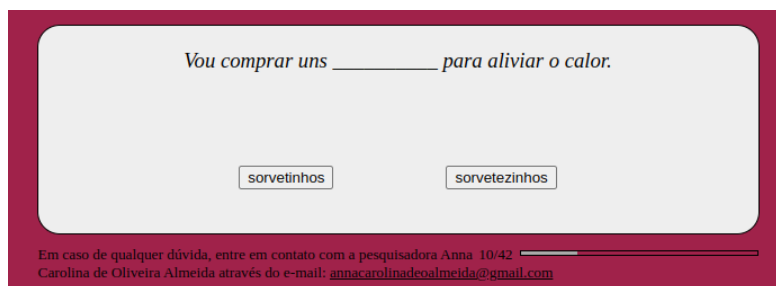 Vou comprar uns __________ para aliviar o calor.
sorvetinhos sorvetezinhos
Em caso de qualquer dúvida, entre em contato com a pesquisadora Anna 10/42
Carolina de Oliveira Almeida através do e-mail: annacarolinadeoalmeida@gmail.com